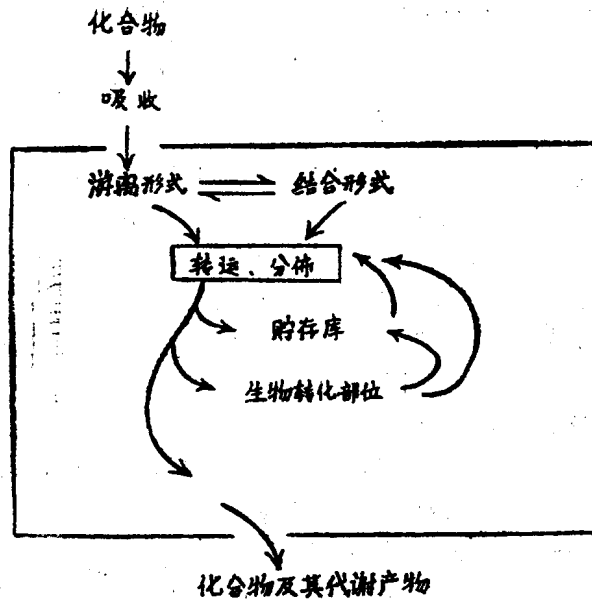 化合物
吸收
游离形式 结合形式
转运、分佈
贮存库
生物转化部位
化合物及其代谢产物